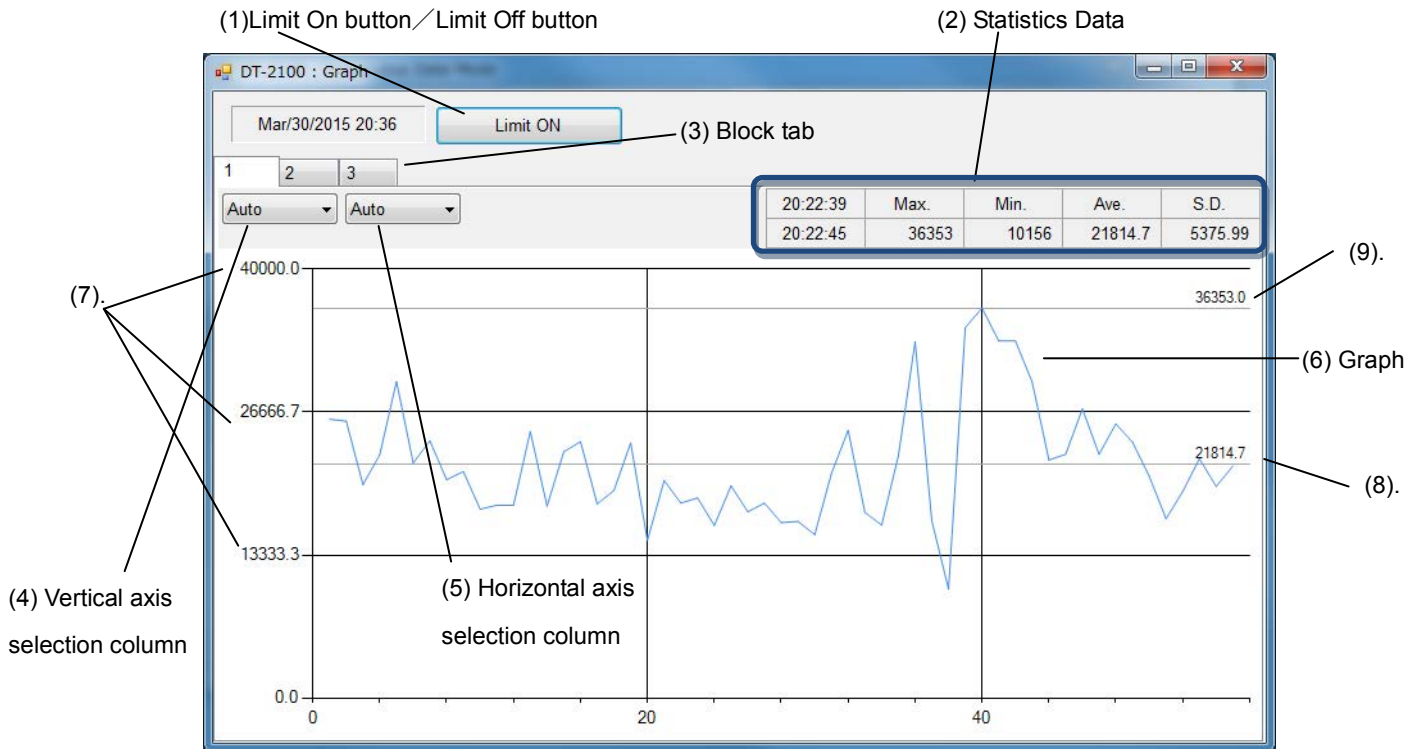 (1)Limit On button／Limit Off button
(2) Statistics Data
DT-2100 : Graph
Mar/30/2015 20:36
Limit ON
(3) Block tab
1 2 3
Auto Auto
20:22:39 Max. Min. Ave. S.D.
20:22:45 36353 10156 21814.7 5375.99
(9).
40000.0
(7).
36353.0
(6) Graph
26666.7
21814.7
(8).
13333.3
(4) Vertical axis
selection column
(5) Horizontal axis
selection column
0.0
0 20 40